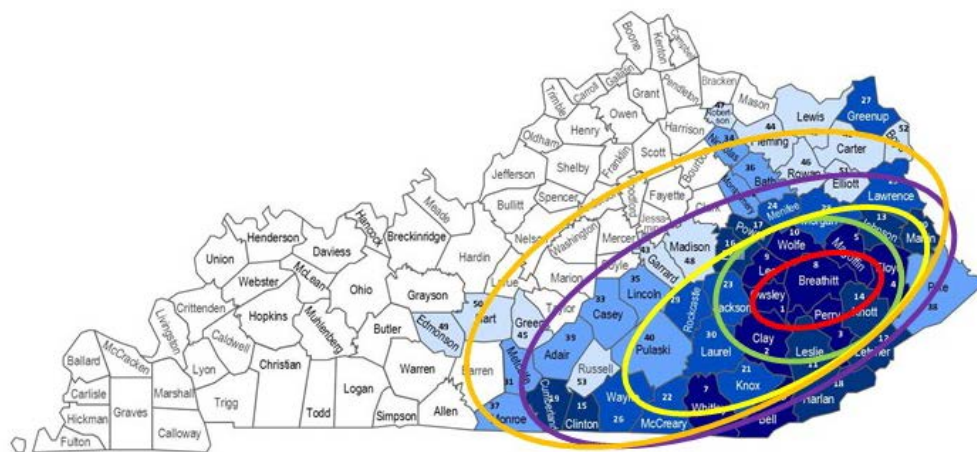 Boone
Kenton
Campbell
Gallatin
Pendleton
Bracken
Trimble
Carroll
Grant
Owen
Mason
47
Robert-
son
Lewis
27
Greenup
Henry
Harrison
34
Nicholas
44
Fleming
52
Carter
Oldham
Scott
Franklin
Shelby
Jefferson
36
Bath
Rowan
46
51
Elliott
Spencer
Bullitt
Fayette
Montgomery
Lawrence
Meade
Hancock
Breckinridge
Nelson
Washington
Mercer
24
Menifee
17
16
13
Johnson
Martin
Henderson
Daviess
Union
Webster
McLean
Ohio
Hardin
Larue
Marion
43
Garrard
Madison
48
10
Wolfe
5
Magoffin
9
8
Breathitt
Floyd
4
Pike
38
Grayson
Taylor
35
Lincoln
33
Casey
29
Rockcastle
23
Jackson
Owsley
1
Perry
14
Knott
Crittenden
Livingston
Hopkins
Muhlenberg
Butler
49
Edmonson
50
Hart
Green
45
39
Adair
40
Pulaski
30
Laurel
Clay
2
Leslie
3
Letcher
11
Caldwell
Lyon
Christian
Warren
Barren
Russell
53
21
Knox
18
Harlan
Ballard
McCracken
Marshall
Trigg
Todd
Logan
Simpson
Allen
31
Metcalfe
37
Monroe
19
Cumberland
15
Clinton
Wayne
26
22
McCreary
7
Whitley
Bell
Carlisle
Graves
Hickman
Calloway
Fulton